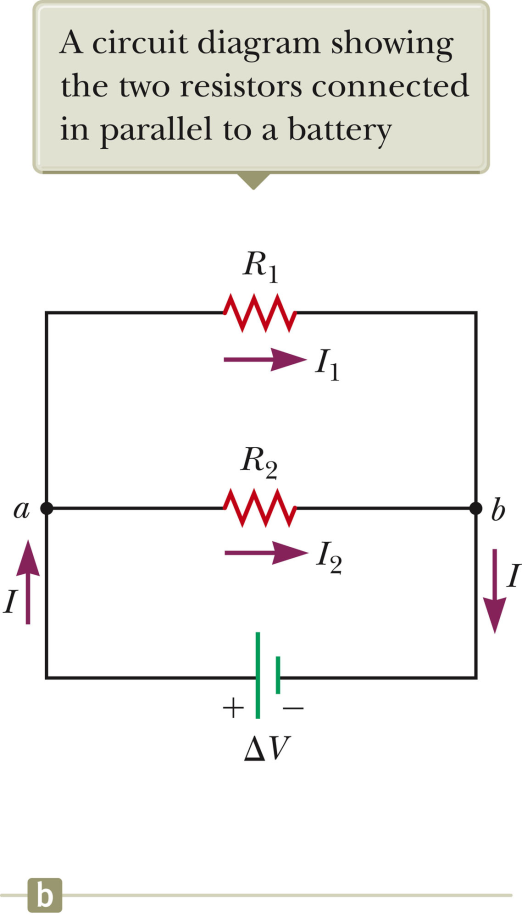 A circuit diagram showing
the two resistors connected
in parallel to a battery
R₁
I₁
R₂
a
b
I₂
I
I
+ −
ΔV
b